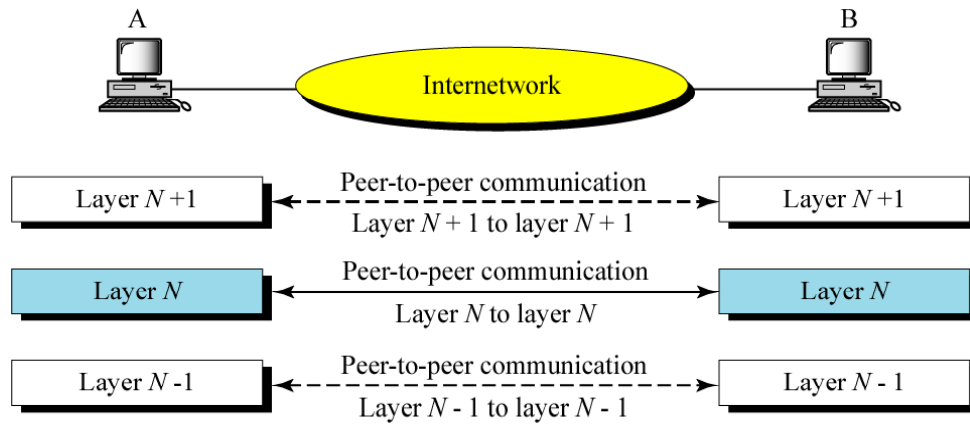 A
B
Internetwork
Layer N +1
Peer-to-peer communication
Layer N + 1 to layer N + 1
Layer N +1
Layer N
Peer-to-peer communication
Layer N to layer N
Layer N
Layer N -1
Peer-to-peer communication
Layer N - 1 to layer N - 1
Layer N - 1